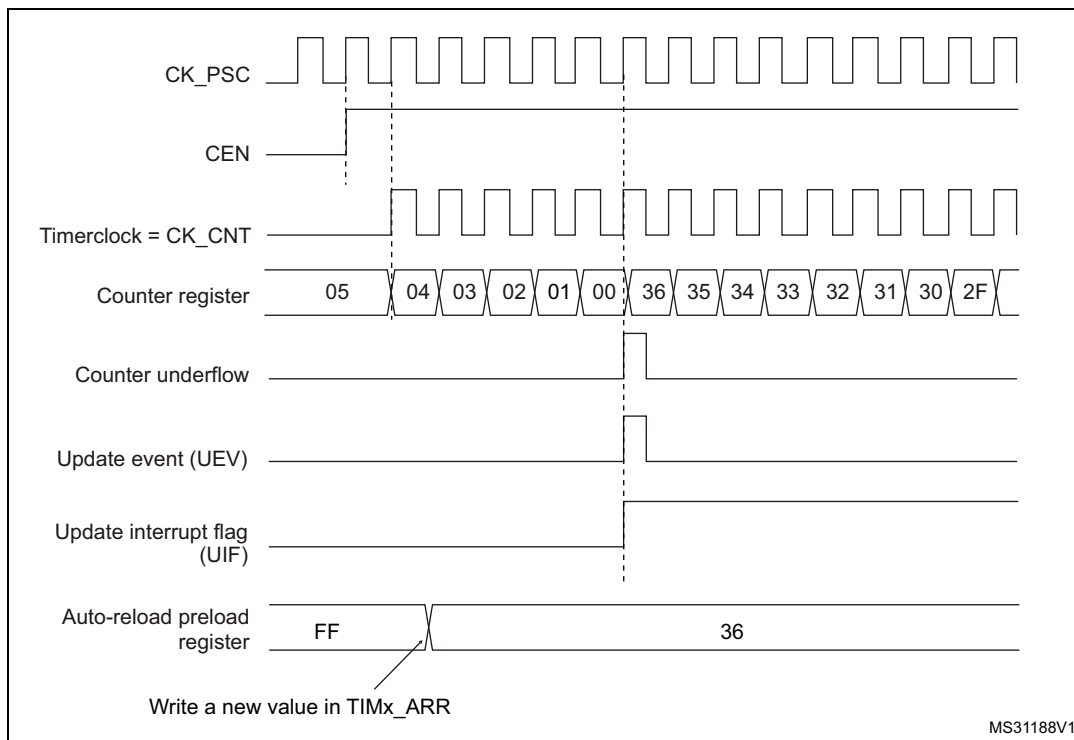 CK_PSC
CEN
Timerclock = CK_CNT
Counter register 05 04 03 02 01 00 36 35 34 33 32 31 30 2F
Counter underflow
Update event (UEV)
Update interrupt flag
(UIF)
Auto-reload preload
register FF 36
Write a new value in TIMx_ARR
MS31188V1